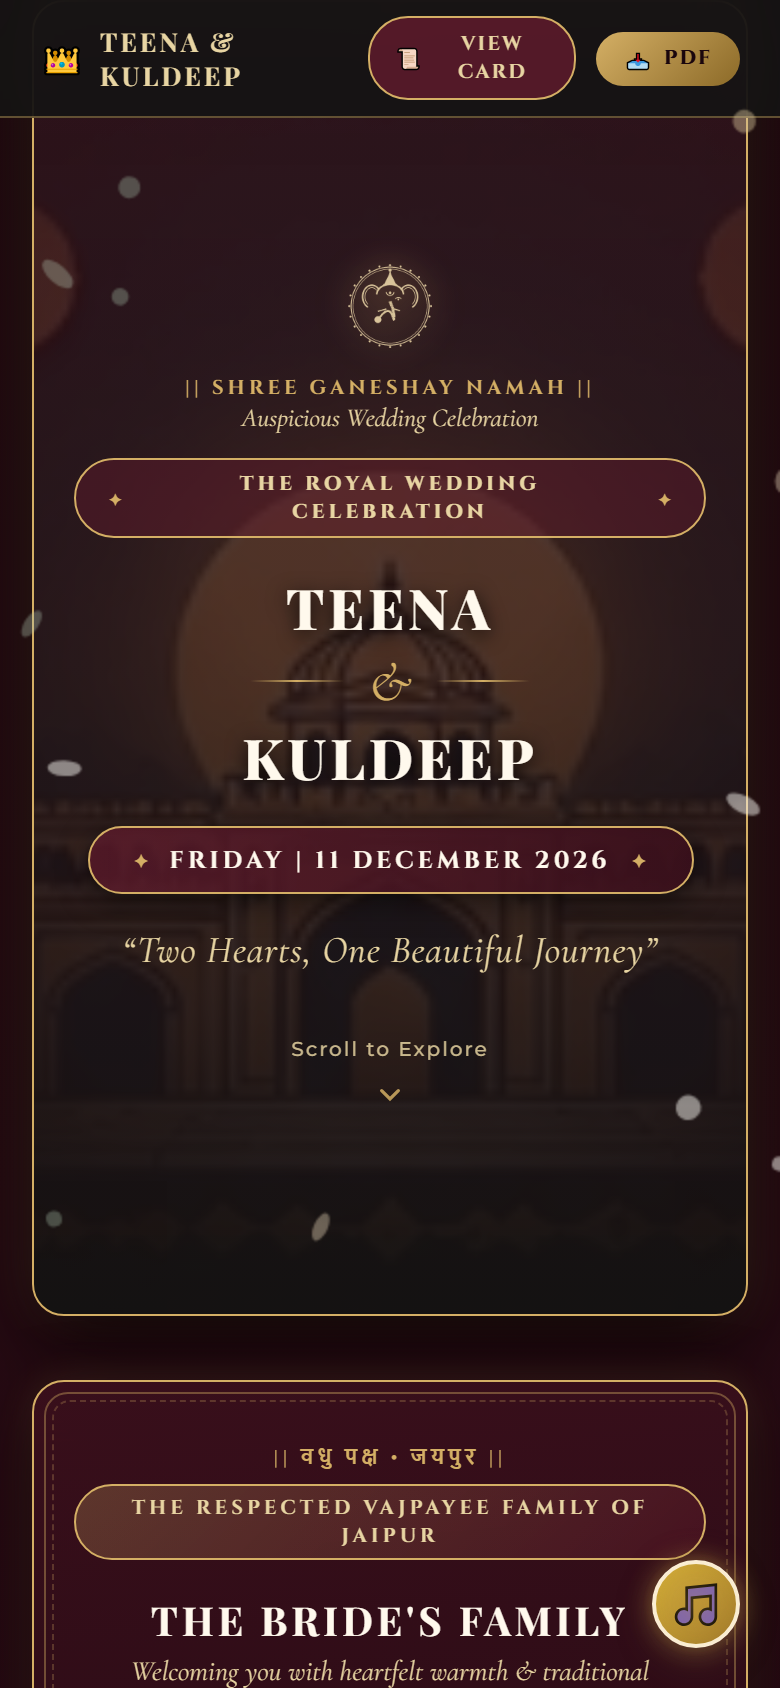 TEENA &
KULDEEP
VIEW
CARD
PDF
|| SHREE GANESHAY NAMAH ||
Auspicious Wedding Celebration
✦ THE ROYAL WEDDING
CELEBRATION ✦
TEENA
&
KULDEEP
✦ FRIDAY | 11 DECEMBER 2026 ✦
“Two Hearts, One Beautiful Journey”
Scroll to Explore
|| वधु पक्ष • जयपुर ||
THE RESPECTED VAJPAYEE FAMILY OF
JAIPUR
THE BRIDE'S FAMILY
Welcoming you with heartfelt warmth & traditional